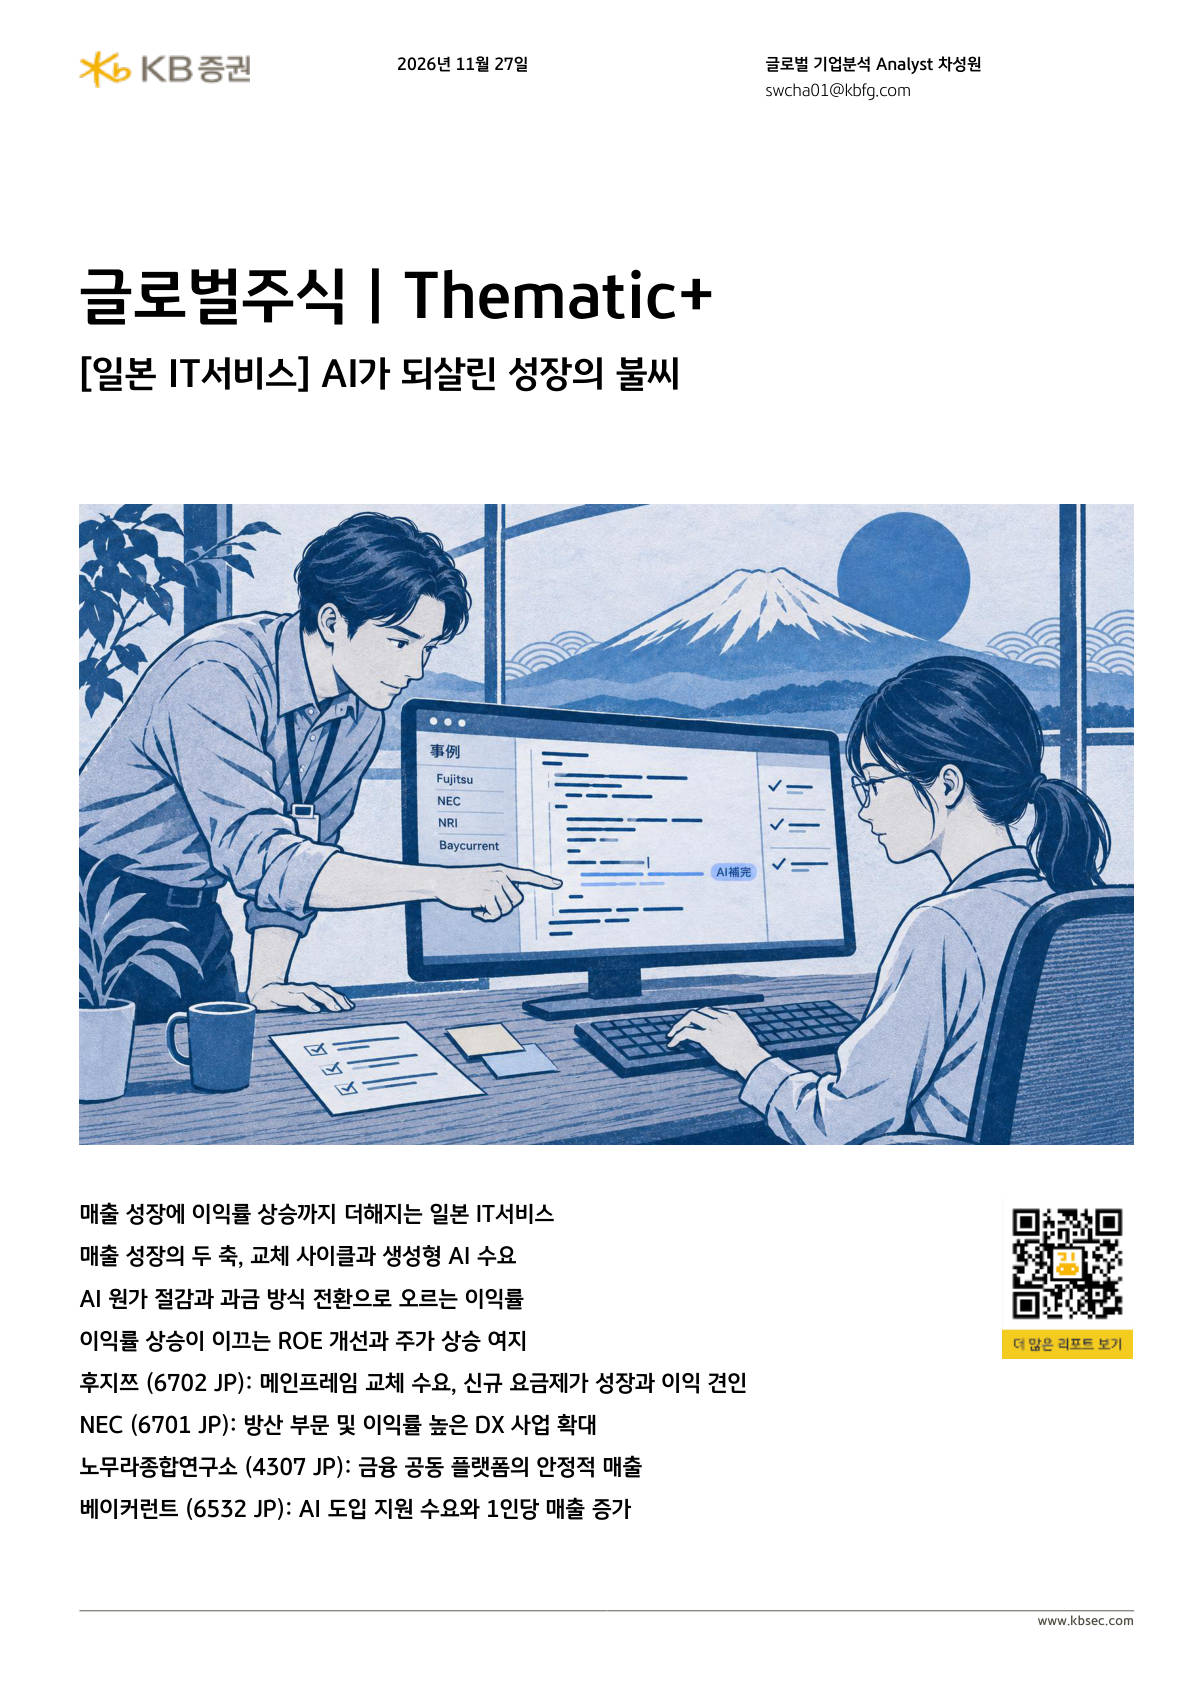 KB증권
2026년 11월 27일
글로벌 기업분석 Analyst 차성원
swcha01@kbfg.com
글로벌주식 | Thematic+
[일본 IT서비스] AI가 되살린 성장의 불씨
事例
Fujitsu
NEC
NRI
Baycurrent
AI補完
매출 성장에 이익률 상승까지 더해지는 일본 IT서비스
매출 성장의 두 축, 교체 사이클과 생성형 AI 수요
AI 원가 절감과 과금 방식 전환으로 오르는 이익률
이익률 상승이 이끄는 ROE 개선과 주가 상승 여지
후지쯔 (6702 JP): 메인프레임 교체 수요, 신규 요금제가 성장과 이익 견인
NEC (6701 JP): 방산 부문 및 이익률 높은 DX 사업 확대
노무라종합연구소 (4307 JP): 금융 공동 플랫폼의 안정적 매출
베이커런트 (6532 JP): AI 도입 지원 수요와 1인당 매출 증가
더 많은 리포트 보기
www.kbsec.com